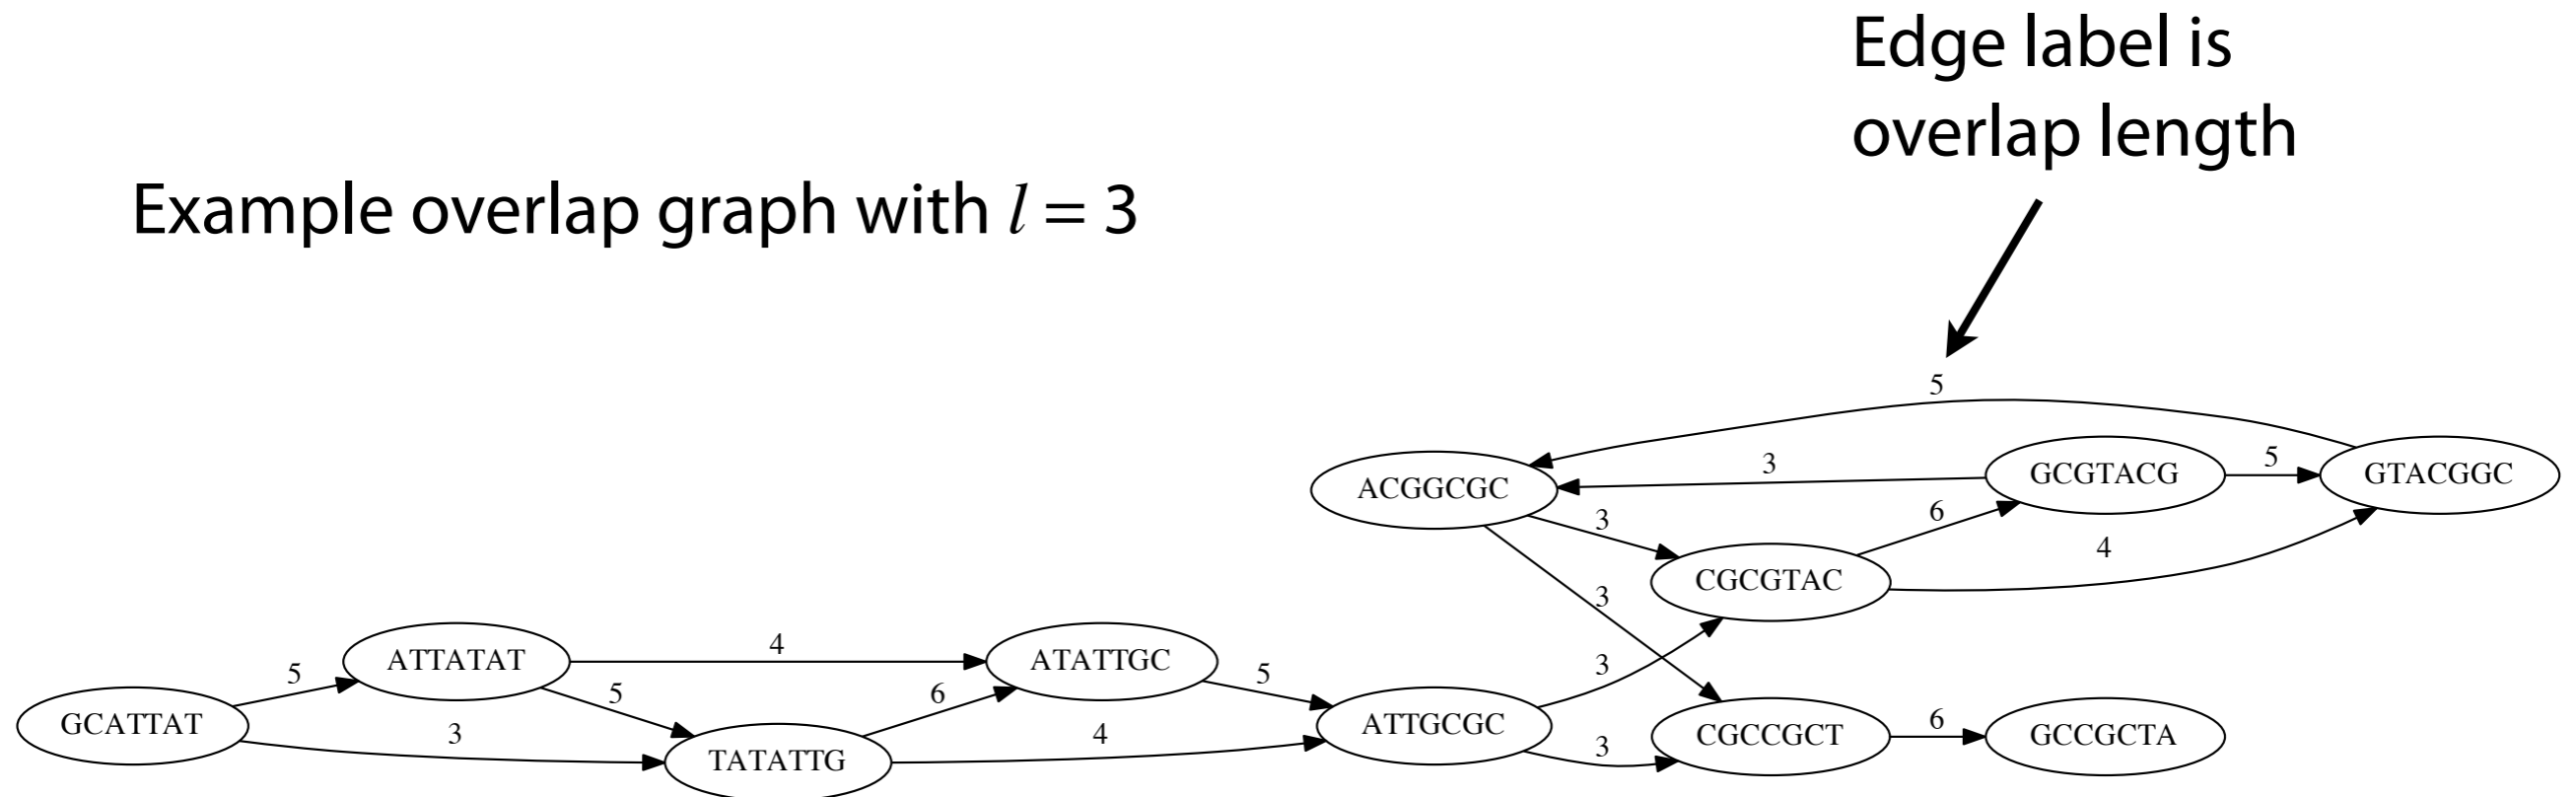 Edge label is
overlap length
Example overlap graph with l = 3
5
ACGGCGC
3
GCGTACG
5
GTACGGC
3
6
CGCGTAC
4
3
ATTATAT
4
ATATTGC
5
3
GCATTAT
5
5
6
ATTGCGC
CGCCGCT
6
GCCGCTA
3
TATATTG
4
3